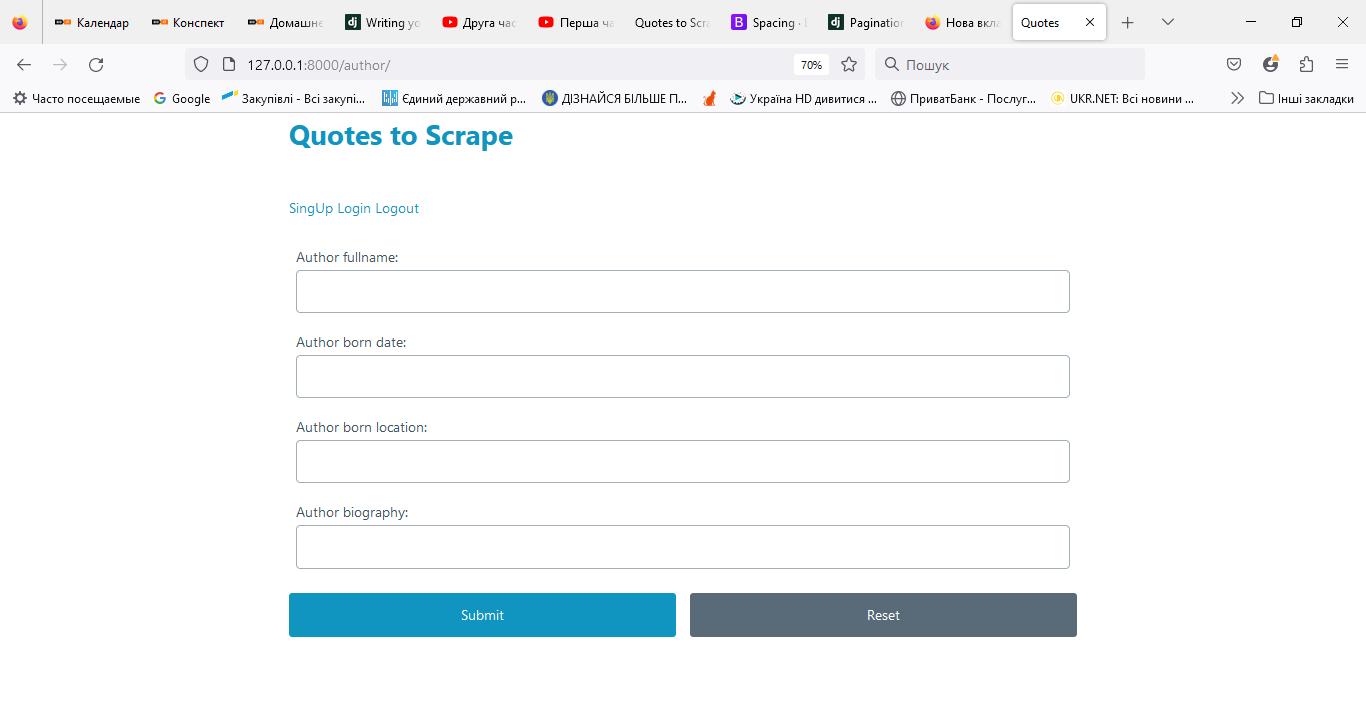 Календар Конспект Домашнє Writing yo Друга час Перша ча Quotes to Scra Spacing · Pagination Нова вкла Quotes
127.0.0.1:8000/author/ 70% Пошук
Часто посещаемые Google Закупівлі - Всі закупі... Єдиний державний р... ДІЗНАЙСЯ БІЛЬШЕ П... Україна HD дивитися ... ПриватБанк - Послуг... UKR.NET: Всі новини ... Інші закладки
Quotes to Scrape
SingUp Login Logout
Author fullname:
Author born date:
Author born location:
Author biography:
Submit Reset